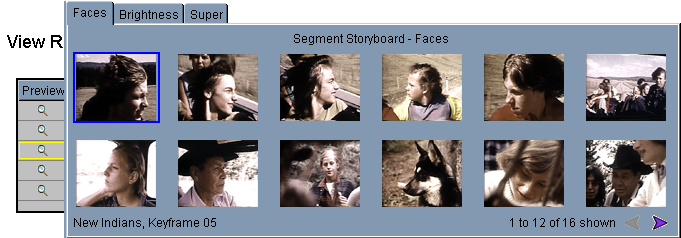 Faces Brightness Super
View R
Segment Storyboard - Faces
Preview
New Indians, Keyframe 05 1 to 12 of 16 shown